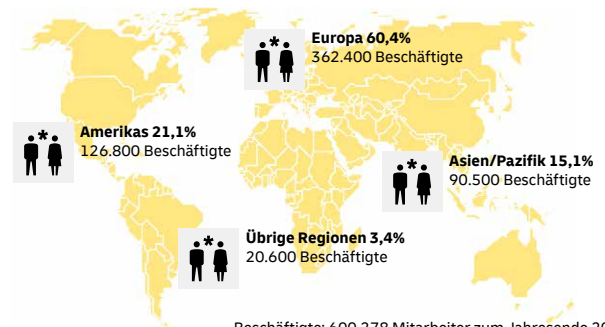 Europa 60,4%
362.400 Beschäftigte
Amerikas 21,1%
126.800 Beschäftigte
Asien/Pazifik 15,1%
90.500 Beschäftigte
Übrige Regionen 3,4%
20.600 Beschäftigte
Beschäftigte: 600.278 Mitarbeiter zum Jahresende